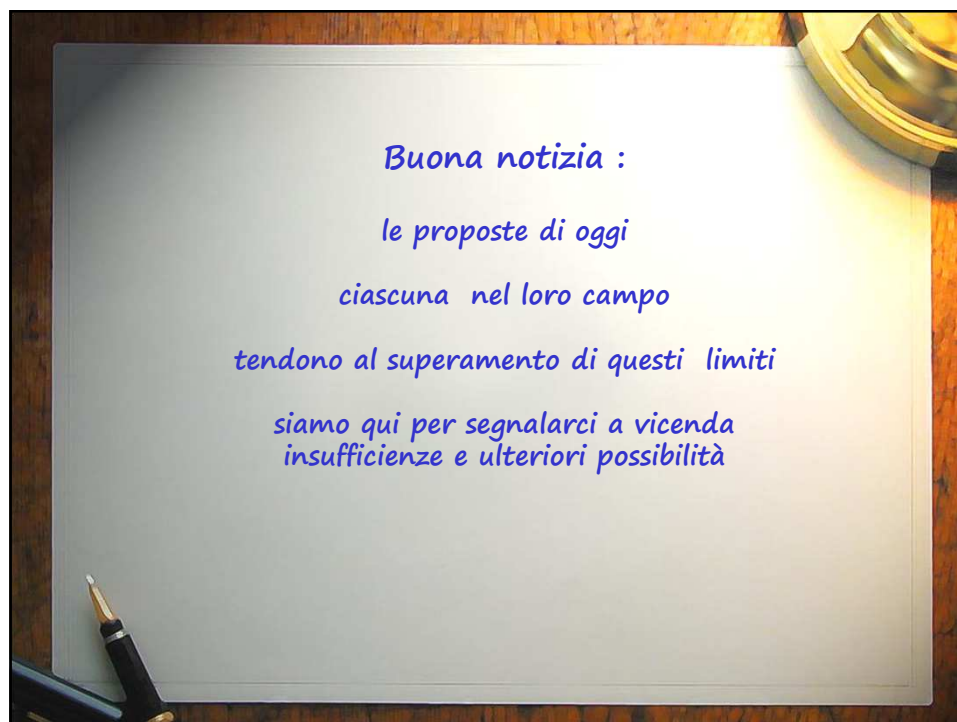 Buona notizia :
le proposte di oggi
ciascuna nel loro campo
tendono al superamento di questi limiti
siamo qui per segnalarci a vicenda
insufficienze e ulteriori possibilità